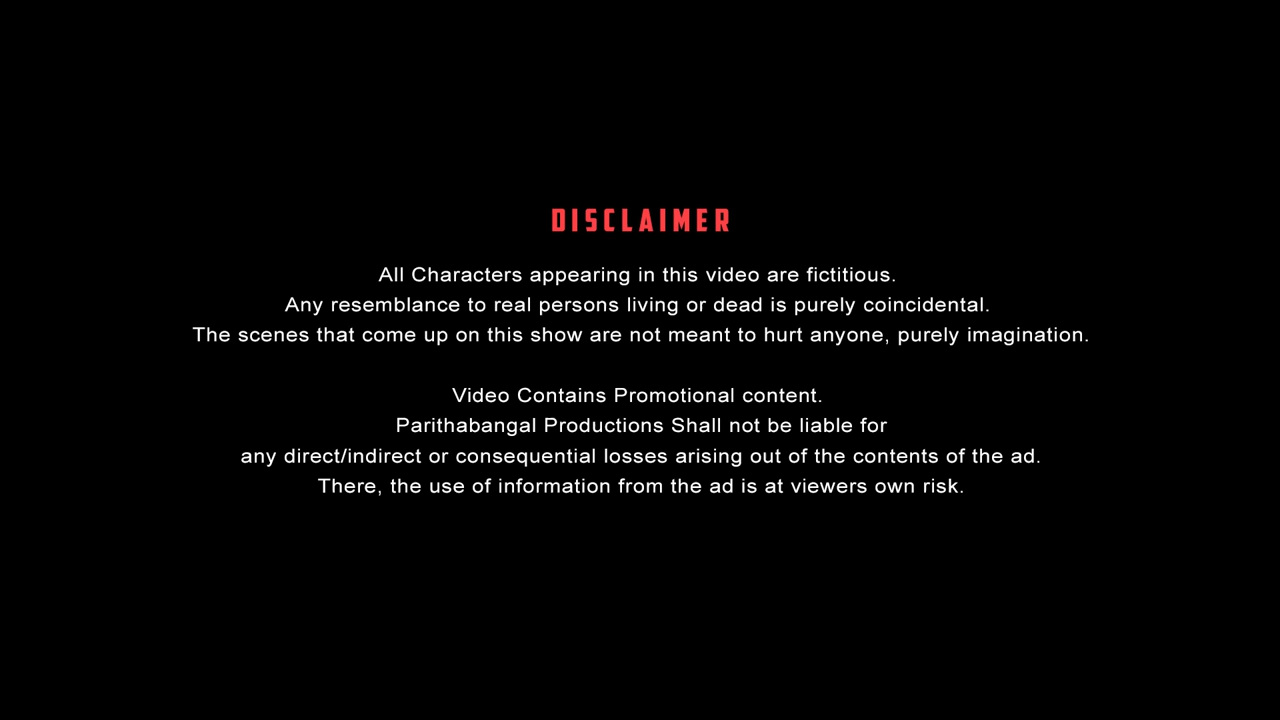 DISCLAIMER
All Characters appearing in this video are fictitious.
Any resemblance to real persons living or dead is purely coincidental.
The scenes that come up on this show are not meant to hurt anyone, purely imagination.
Video Contains Promotional content.
Parithabangal Productions Shall not be liable for
any direct/indirect or consequential losses arising out of the contents of the ad.
There, the use of information from the ad is at viewers own risk.